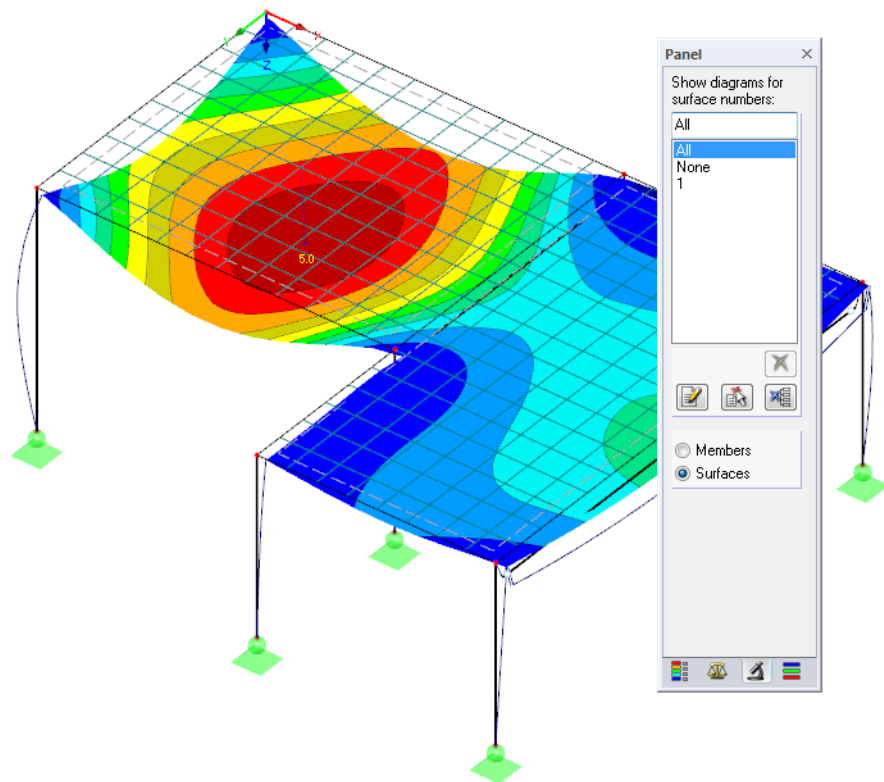 X
Y
Z
5.0
Panel
Show diagrams for
surface numbers:
All
All
None
1
Members
Surfaces